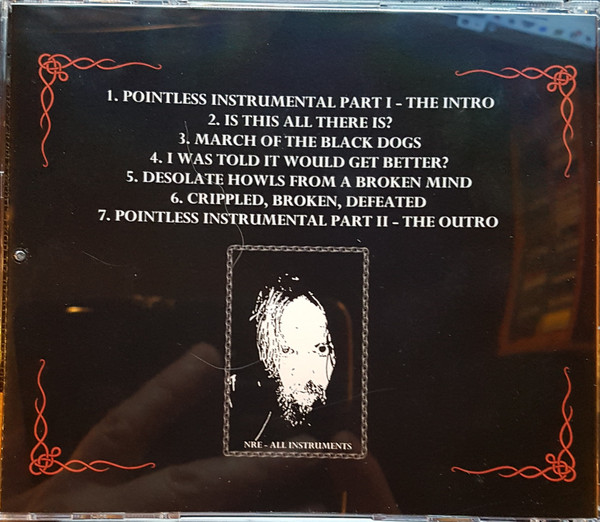 1. POINTLESS INSTRUMENTAL PART I - THE INTRO
2. IS THIS ALL THERE IS?
3. MARCH OF THE BLACK DOGS
4. I WAS TOLD IT WOULD GET BETTER?
5. DESOLATE HOWLS FROM A BROKEN MIND
6. CRIPPLED, BROKEN, DEFEATED
7. POINTLESS INSTRUMENTAL PART II - THE OUTRO
NRE - ALL INSTRUMENTS